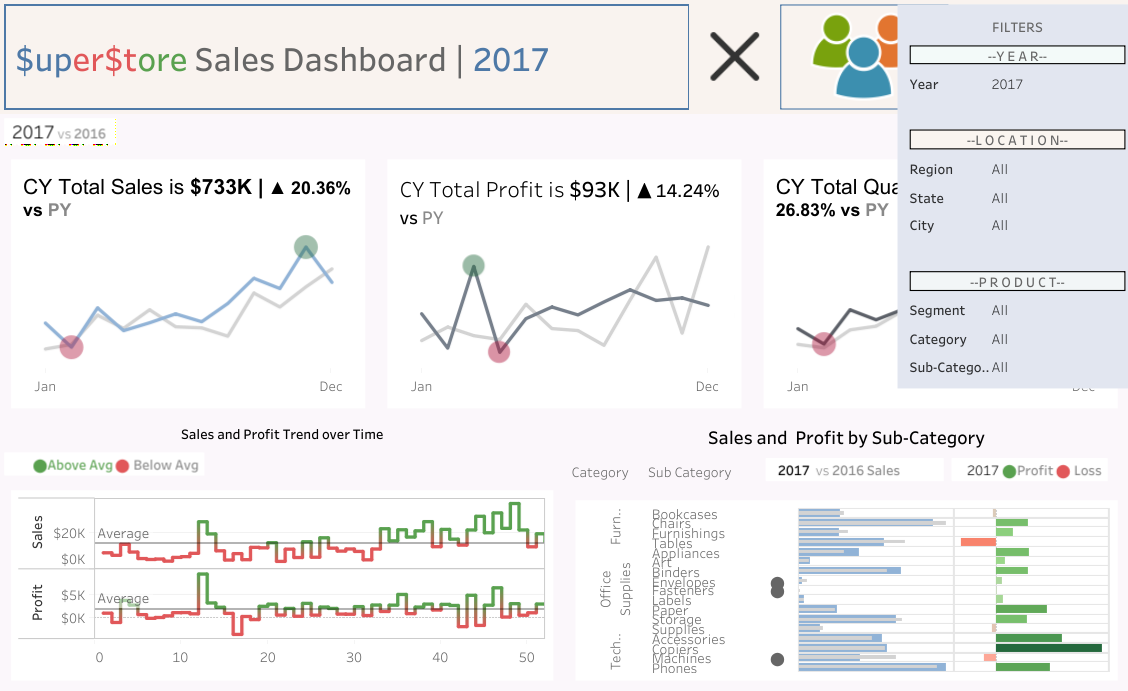 $uper$tore Sales Dashboard | 2017
FILTERS
--YEAR--
Year 2017
--LOCATION--
Region All
State All
City All
--PRODUCT--
Segment All
Category All
Sub-Catego.. All
2017 vs 2016
CY Total Sales is $733K | ▲ 20.36%
vs PY
Jan Dec
CY Total Profit is $93K | ▲ 14.24%
vs PY
Jan Dec
CY Total Qua
26.83% vs PY
Jan Dec
Sales and Profit Trend over Time
Above Avg Below Avg
Sales
$20K
$0K
Average
Profit
$5K
$0K
Average
0 10 20 30 40 50
Sales and Profit by Sub-Category
Category Sub Category
2017 vs 2016 Sales
2017 Profit Loss
Furn..
Bookcases
Chairs
Furnishings
Tables
Office
Supplies
Appliances
Art
Binders
Envelopes
Fasteners
Labels
Paper
Storage
Supplies
Tech..
Accessories
Copiers
Machines
Phones